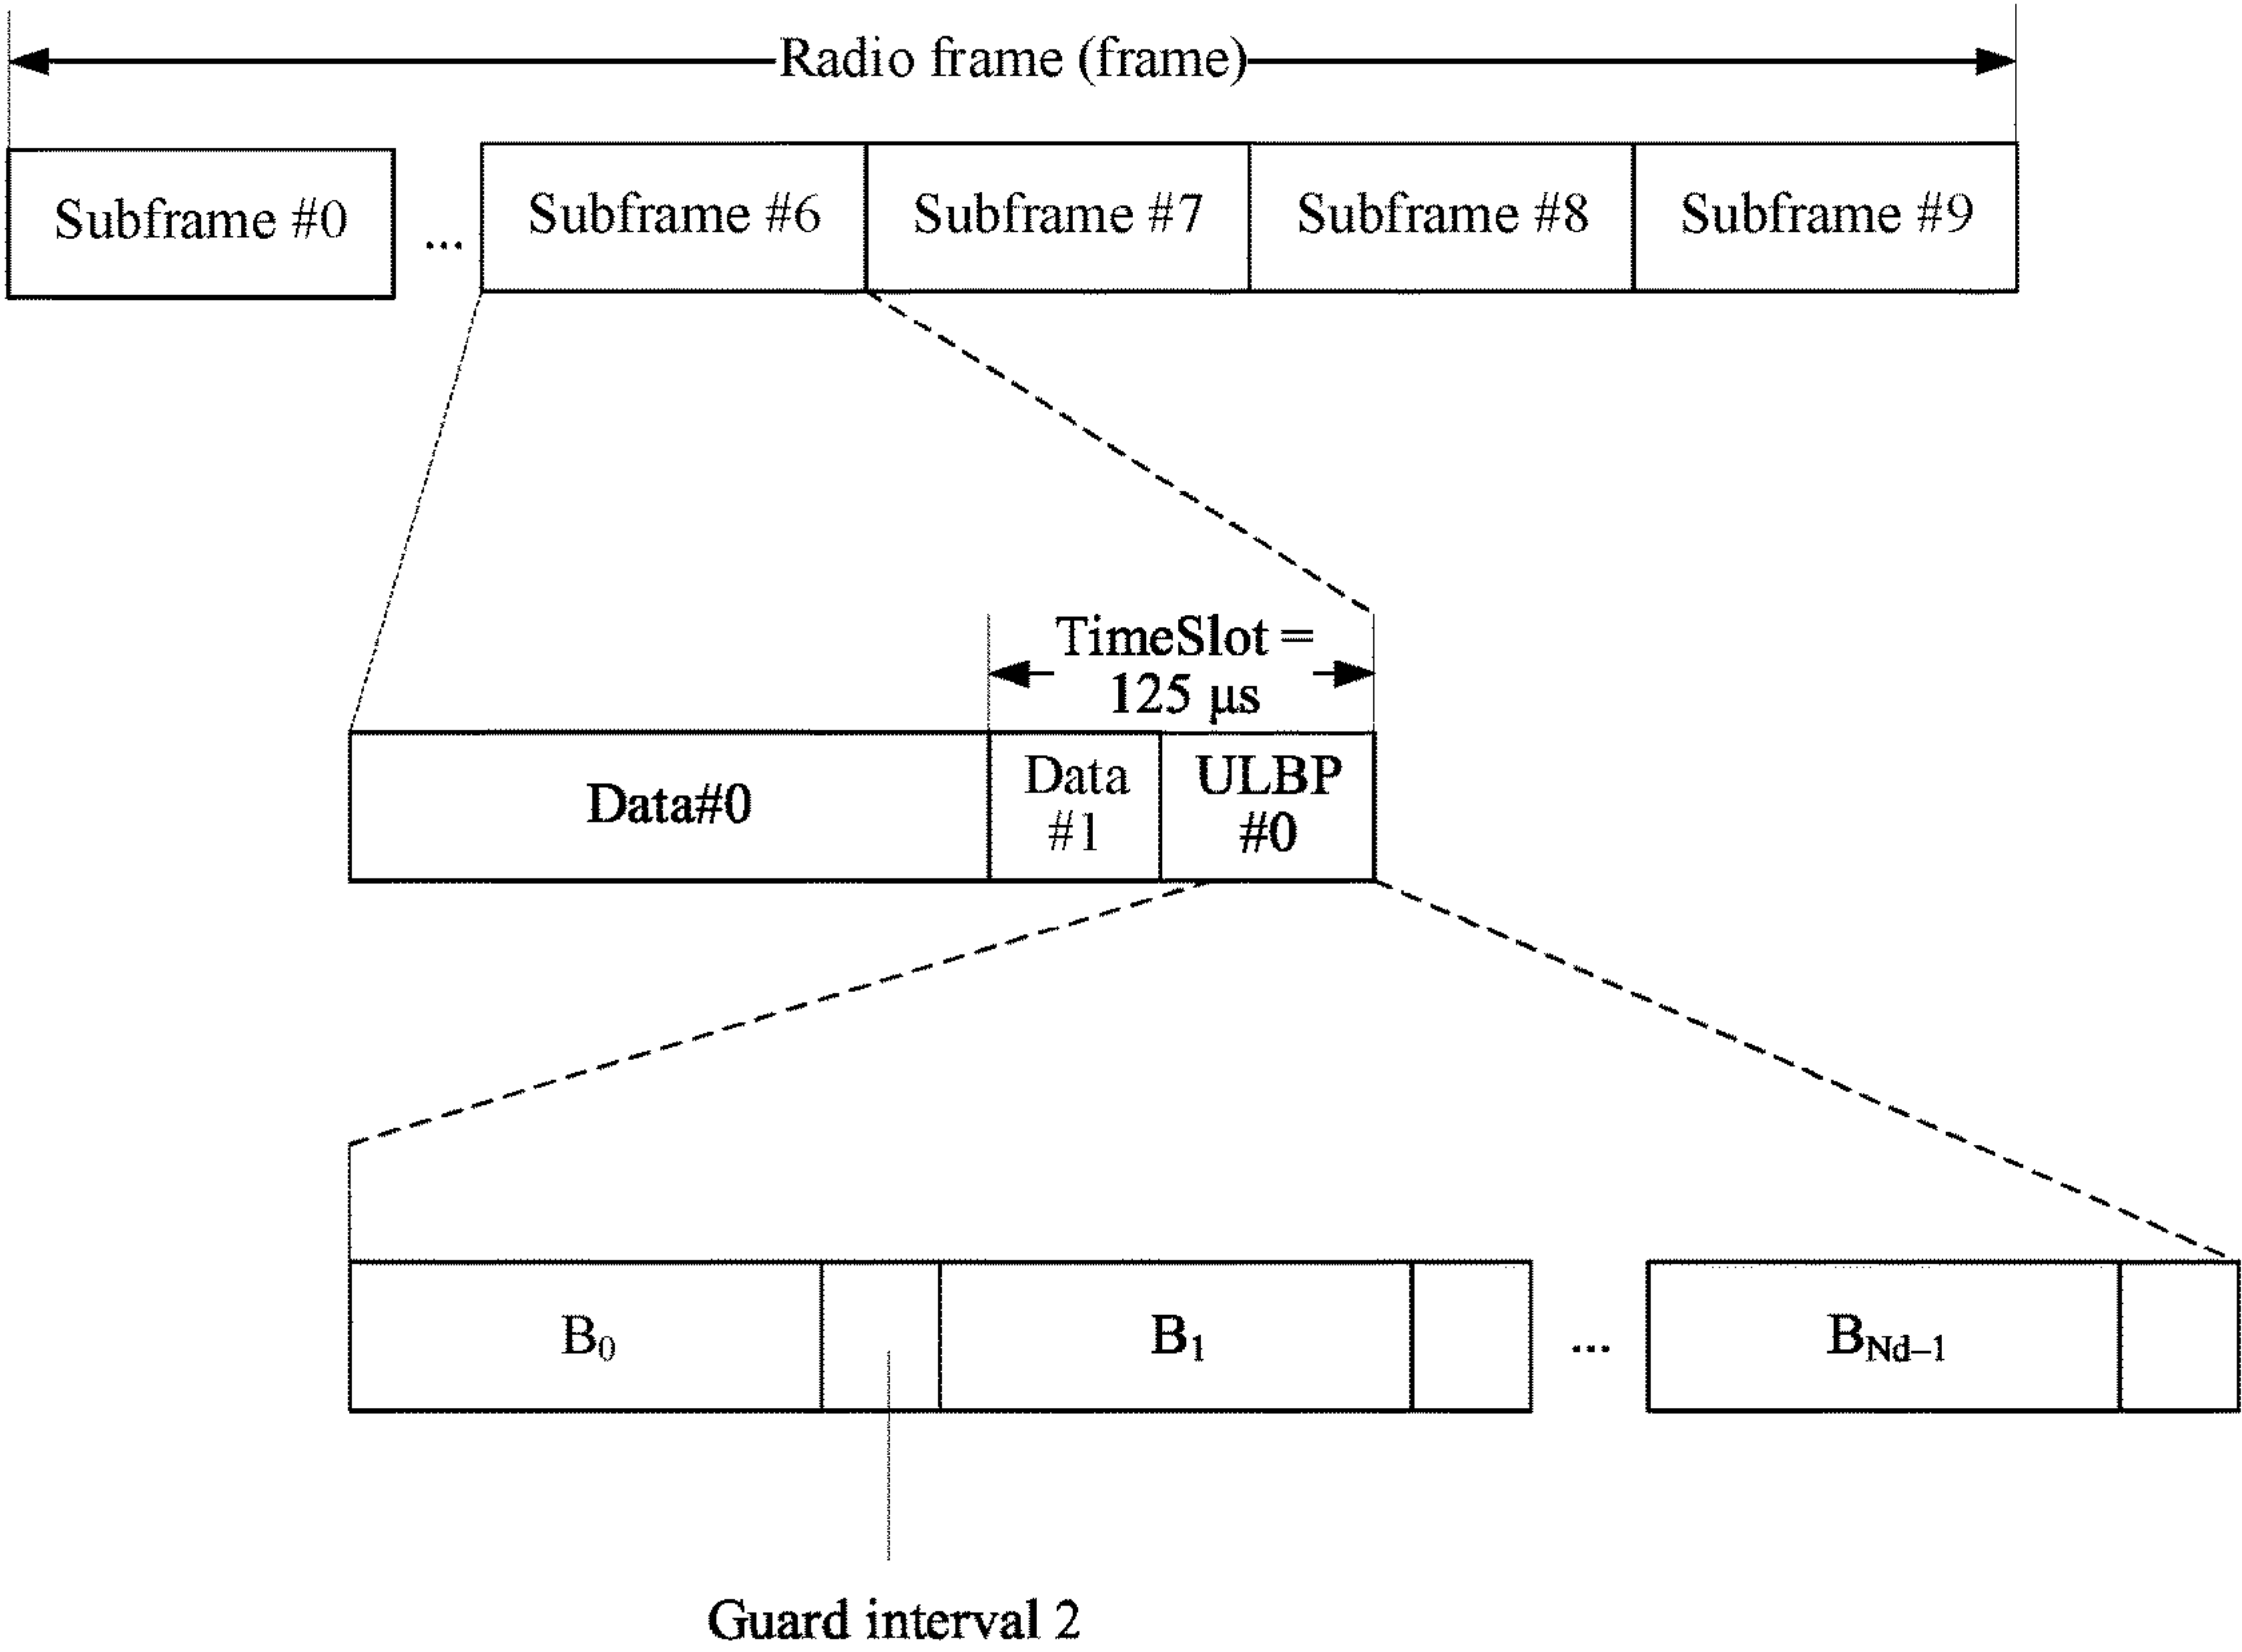 Radio frame (frame)
Subframe #0 ... Subframe #6 Subframe #7 Subframe #8 Subframe #9
TimeSlot =
125 μs
Data#0
Data
#1
ULBP
#0
B₀ B₁ ... B_Nd–1
Guard interval 2